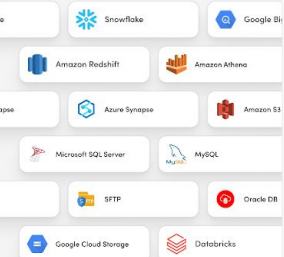 e
Snowflake
Google Bi
Amazon Redshift
Amazon Athena
apse
Azure Synapse
Amazon S3
Microsoft SQL Server
MySQL
MySQL
SFTP
Oracle DB
Google Cloud Storage
Databricks